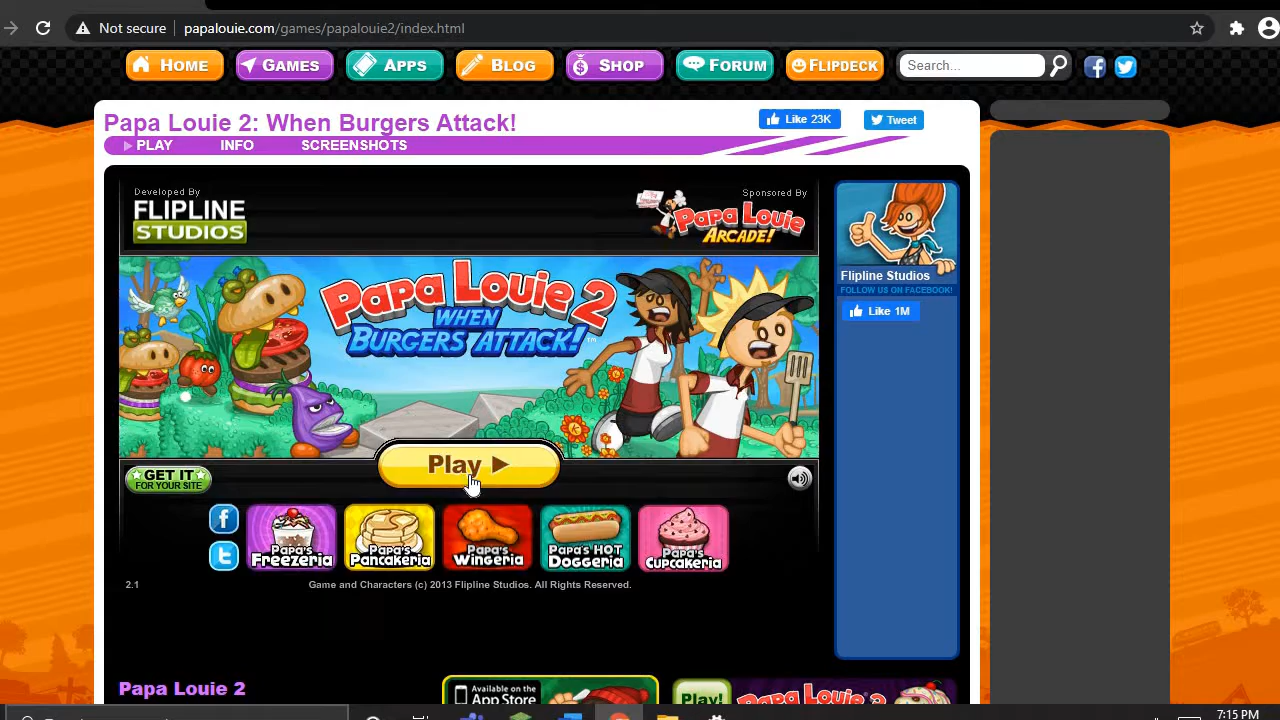 Not secure | papalouie.com/games/papalouie2/index.html
HOME GAMES APPS BLOG SHOP FORUM FLIPDECK Search...
Papa Louie 2: When Burgers Attack!
Like 23K Tweet
PLAY INFO SCREENSHOTS
Developed By
FLIPLINE
STUDIOS
Sponsored By
Papa Louie
ARCADE!
Papa Louie 2
WHEN
BURGERS ATTACK!™
Flipline Studios
FOLLOW US ON FACEBOOK!
Like 1M
Play
GET IT
FOR YOUR SITE
Papa's
Freezeria
Papa's
Pancakeria
Papa's
Wingeria
Papa's HOT
Doggeria
Papa's
Cupcakeria
2.1 Game and Characters (c) 2013 Flipline Studios. All Rights Reserved.
Papa Louie 2
Available on the
App Store
Play!
Papa Louie 3
7:15 PM